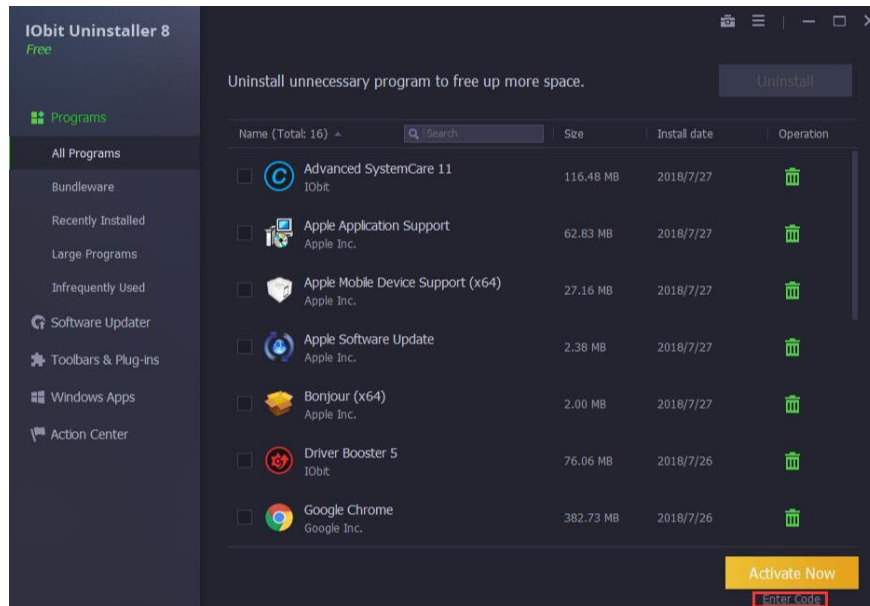 IObit Uninstaller 8
Free
Uninstall unnecessary program to free up more space.
Uninstall
Programs
All Programs
Bundleware
Recently Installed
Large Programs
Infrequently Used
Software Updater
Toolbars & Plug-ins
Windows Apps
Action Center
Name (Total: 16) Search Size Install date Operation
Advanced SystemCare 11
IObit
116.48 MB 2018/7/27
Apple Application Support
Apple Inc.
62.83 MB 2018/7/27
Apple Mobile Device Support (x64)
Apple Inc.
27.16 MB 2018/7/27
Apple Software Update
Apple Inc.
2.38 MB 2018/7/27
Bonjour (x64)
Apple Inc.
2.00 MB 2018/7/27
Driver Booster 5
IObit
76.06 MB 2018/7/26
Google Chrome
Google Inc.
382.73 MB 2018/7/26
Activate Now
Enter Code